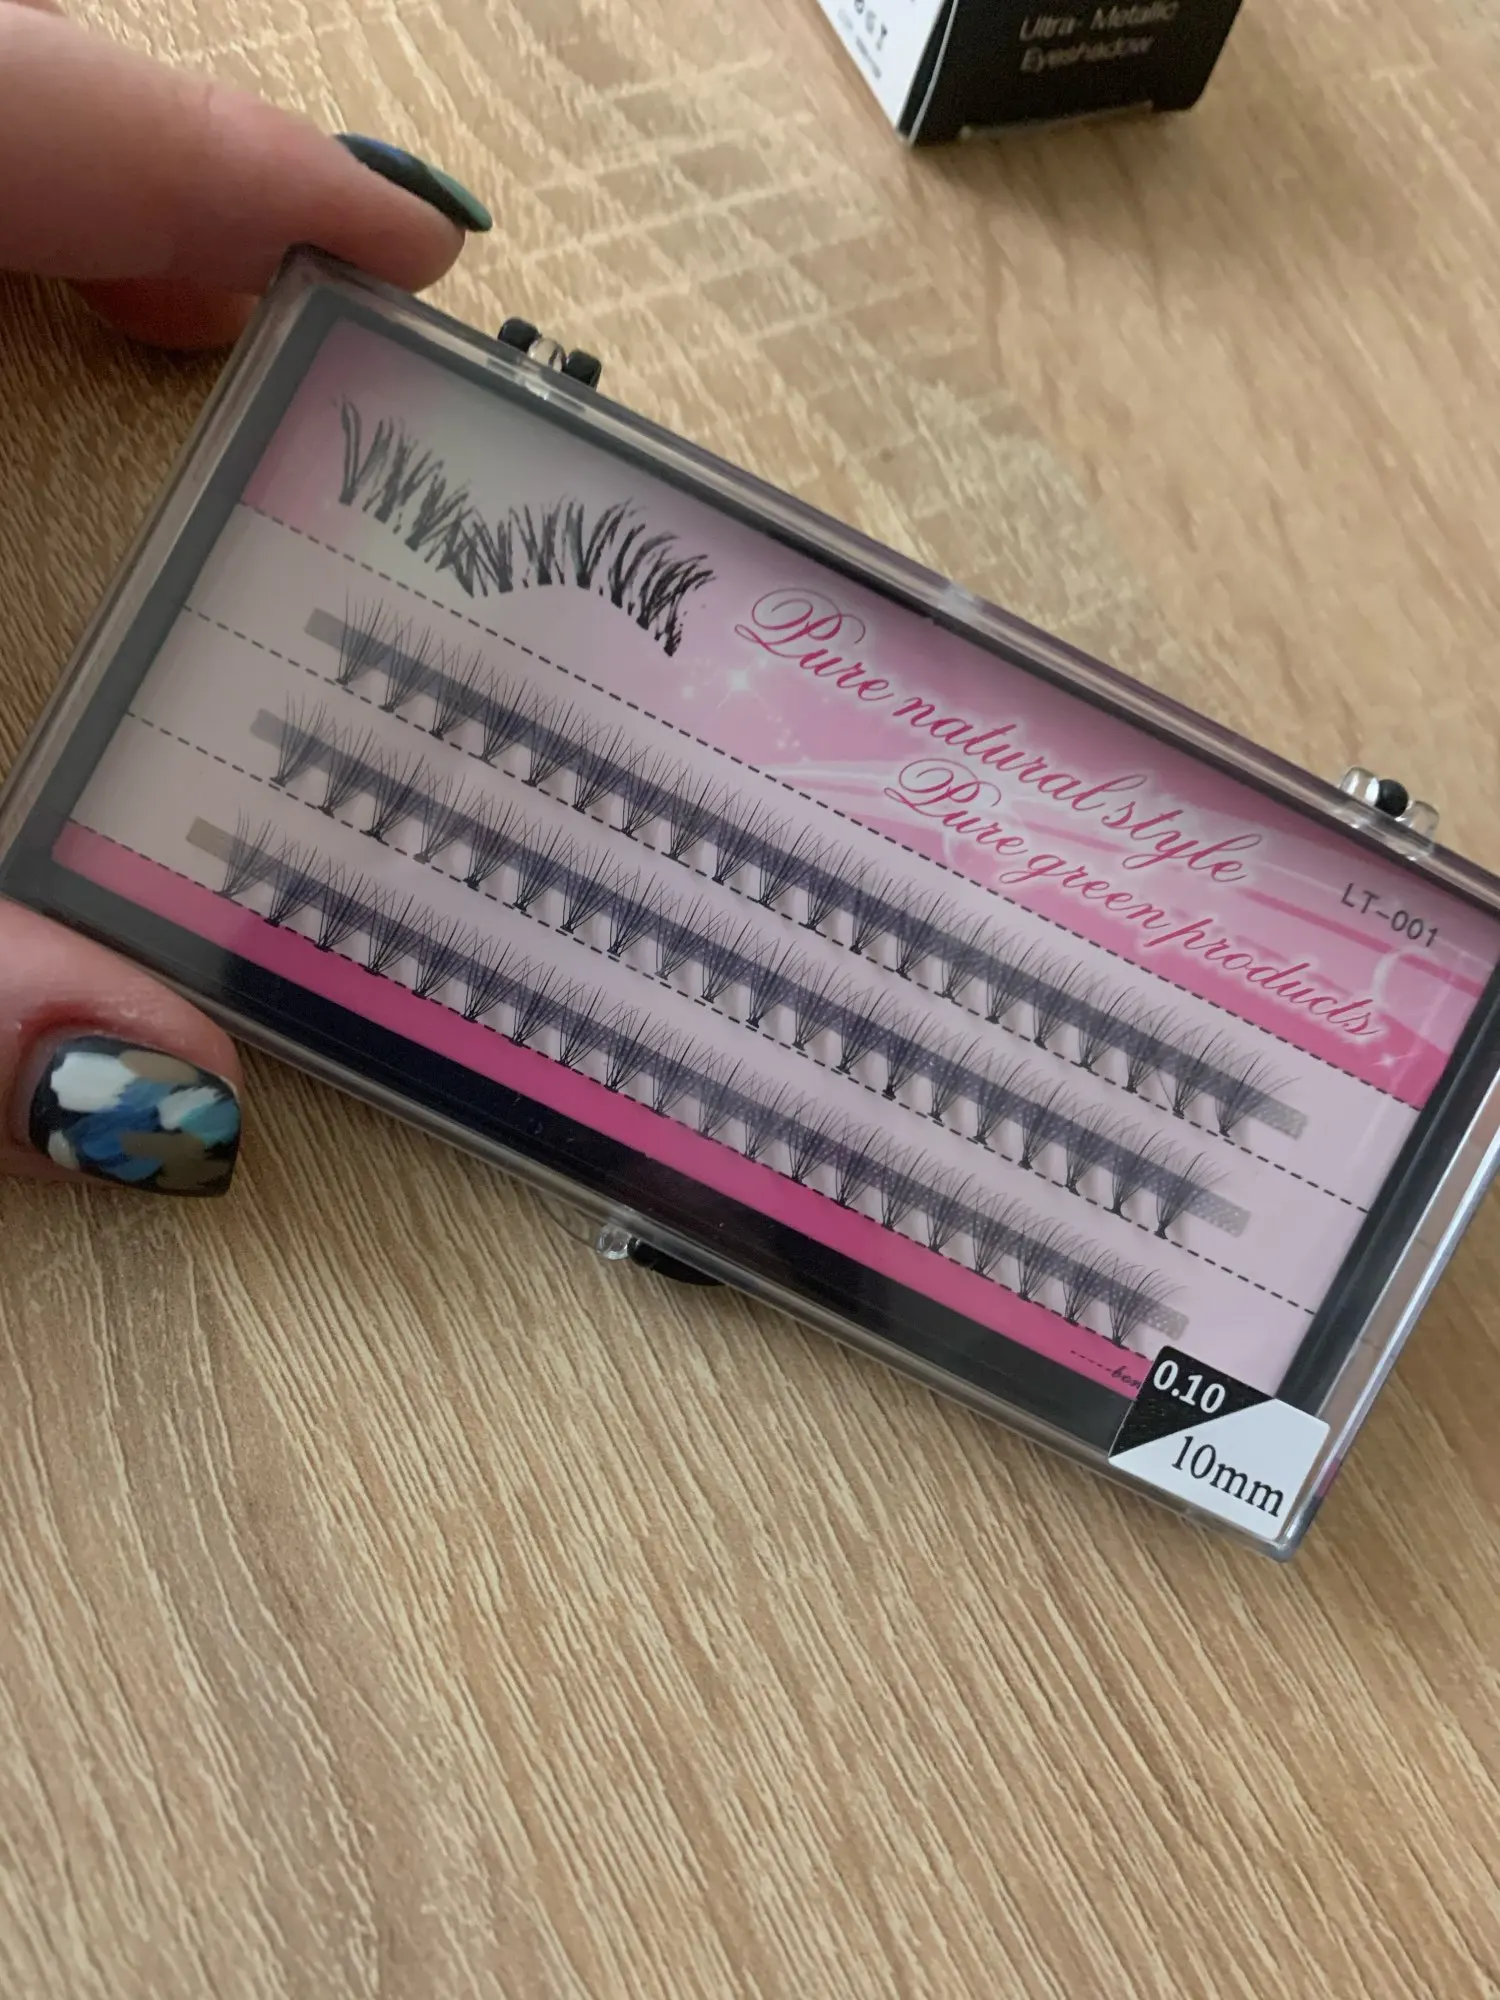 Ultra- Metallic
Eyeshadow
Pure natural style
Pure green products
LT-001
0.10
10mm